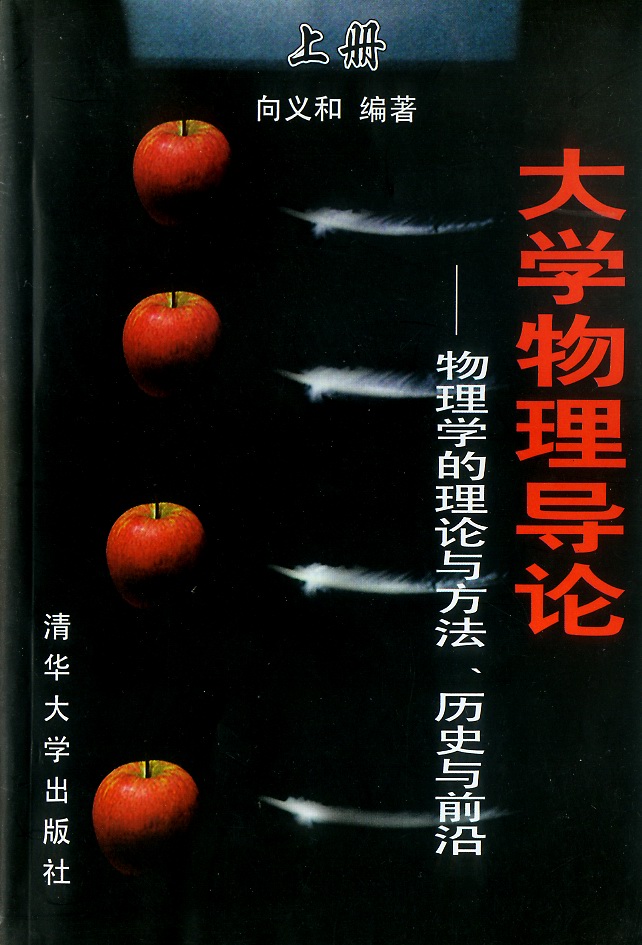 上册
向义和 编著
大学物理导论
——物理学的理论与方法、历史与前沿
清华大学出版社